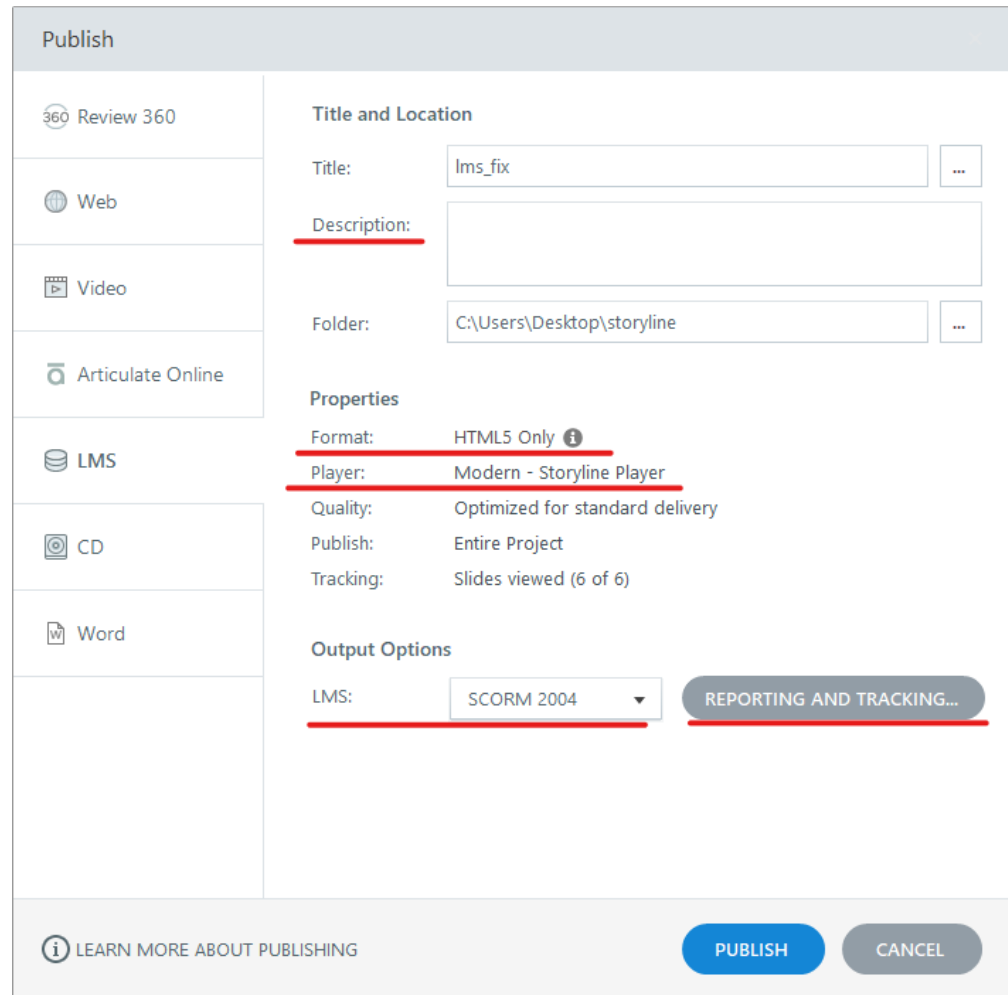 Publish
360 Review 360
Web
Video
Articulate Online
LMS
CD
W Word
Title and Location
Title: lms_fix ...
Description:
Folder: C:\Users\Desktop\storyline ...
Properties
Format: HTML5 Only i
Player: Modern - Storyline Player
Quality: Optimized for standard delivery
Publish: Entire Project
Tracking: Slides viewed (6 of 6)
Output Options
LMS: SCORM 2004 REPORTING AND TRACKING...
i LEARN MORE ABOUT PUBLISHING PUBLISH CANCEL